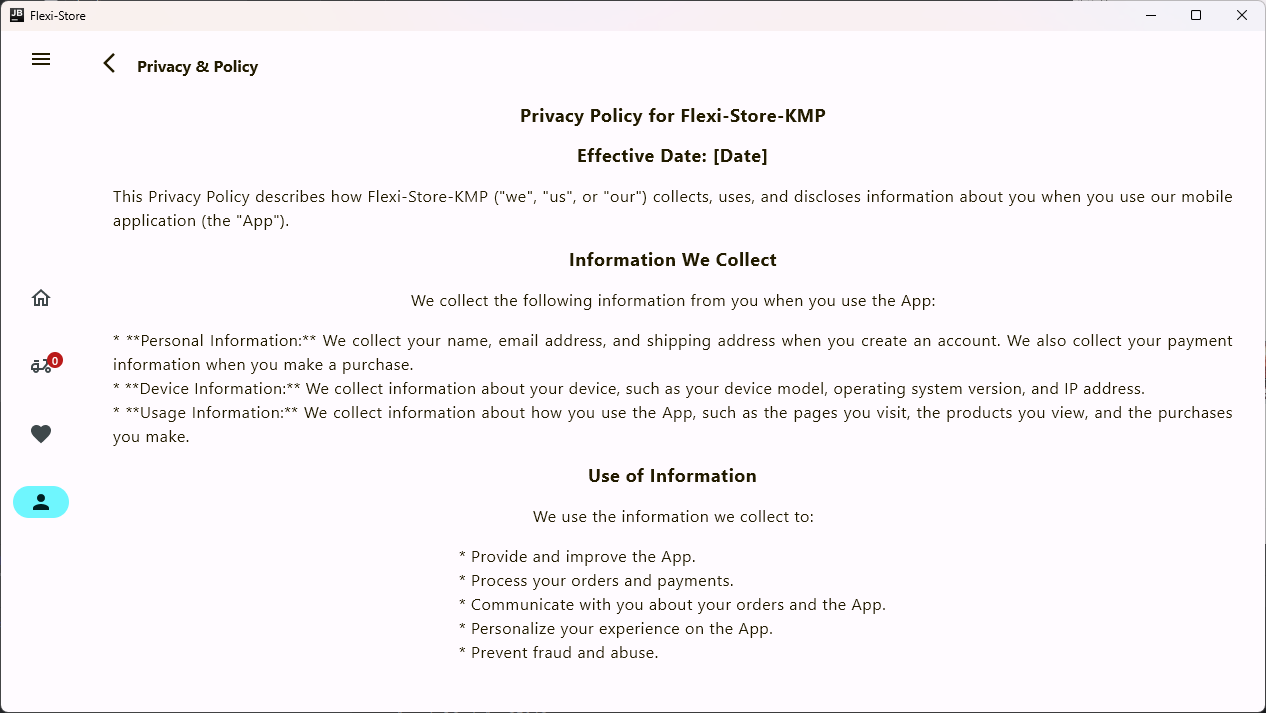 JB Flexi-Store
Privacy & Policy
Privacy Policy for Flexi-Store-KMP
Effective Date: [Date]
This Privacy Policy describes how Flexi-Store-KMP ("we", "us", or "our") collects, uses, and discloses information about you when you use our mobile
application (the "App").
Information We Collect
We collect the following information from you when you use the App:
* **Personal Information:** We collect your name, email address, and shipping address when you create an account. We also collect your payment
information when you make a purchase.
* **Device Information:** We collect information about your device, such as your device model, operating system version, and IP address.
0
* **Usage Information:** We collect information about how you use the App, such as the pages you visit, the products you view, and the purchases
you make.
Use of Information
We use the information we collect to:
* Provide and improve the App.
* Process your orders and payments.
* Communicate with you about your orders and the App.
* Personalize your experience on the App.
* Prevent fraud and abuse.